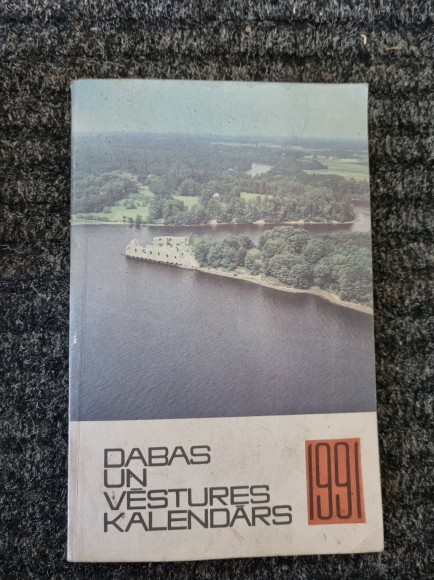 DABAS
UN
VĒSTURES
KALENDĀRS
1991